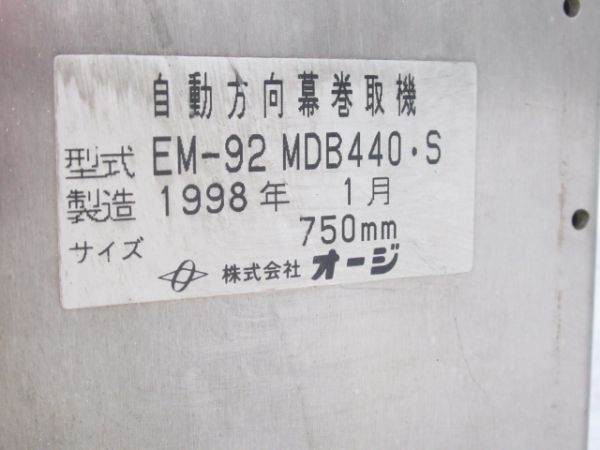 自動方向幕巻取機
型式 EM-92 MDB440・S
製造 1998年 1月
サイズ 750mm
株式会社 オージ